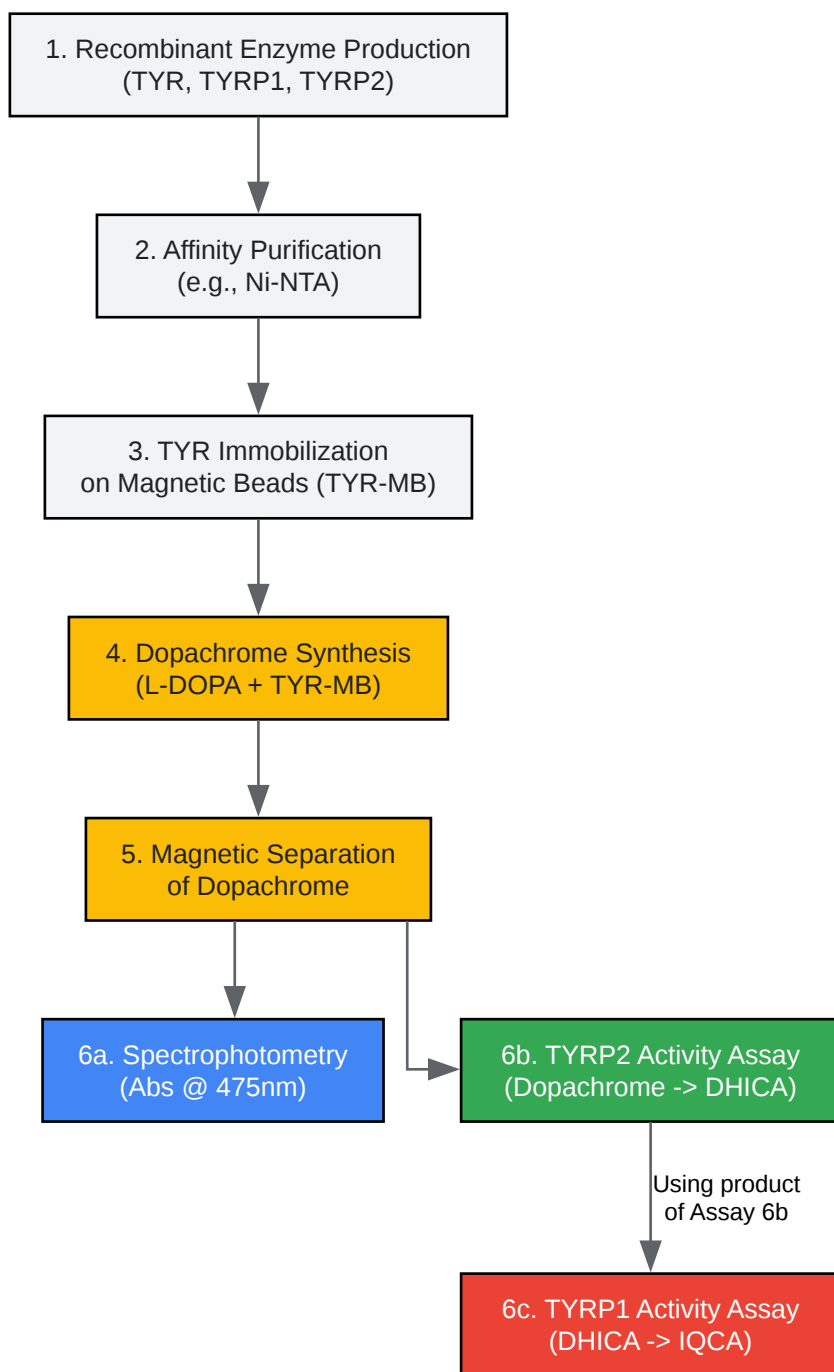 1. Recombinant Enzyme Production
(TYR, TYRP1, TYRP2)
2. Affinity Purification
(e.g., Ni-NTA)
3. TYR Immobilization
on Magnetic Beads (TYR-MB)
4. Dopachrome Synthesis
(L-DOPA + TYR-MB)
5. Magnetic Separation
of Dopachrome
6a. Spectrophotometry
(Abs @ 475nm)
6b. TYRP2 Activity Assay
(Dopachrome -> DHICA)
Using product
of Assay 6b
6c. TYRP1 Activity Assay
(DHICA -> IQCA)